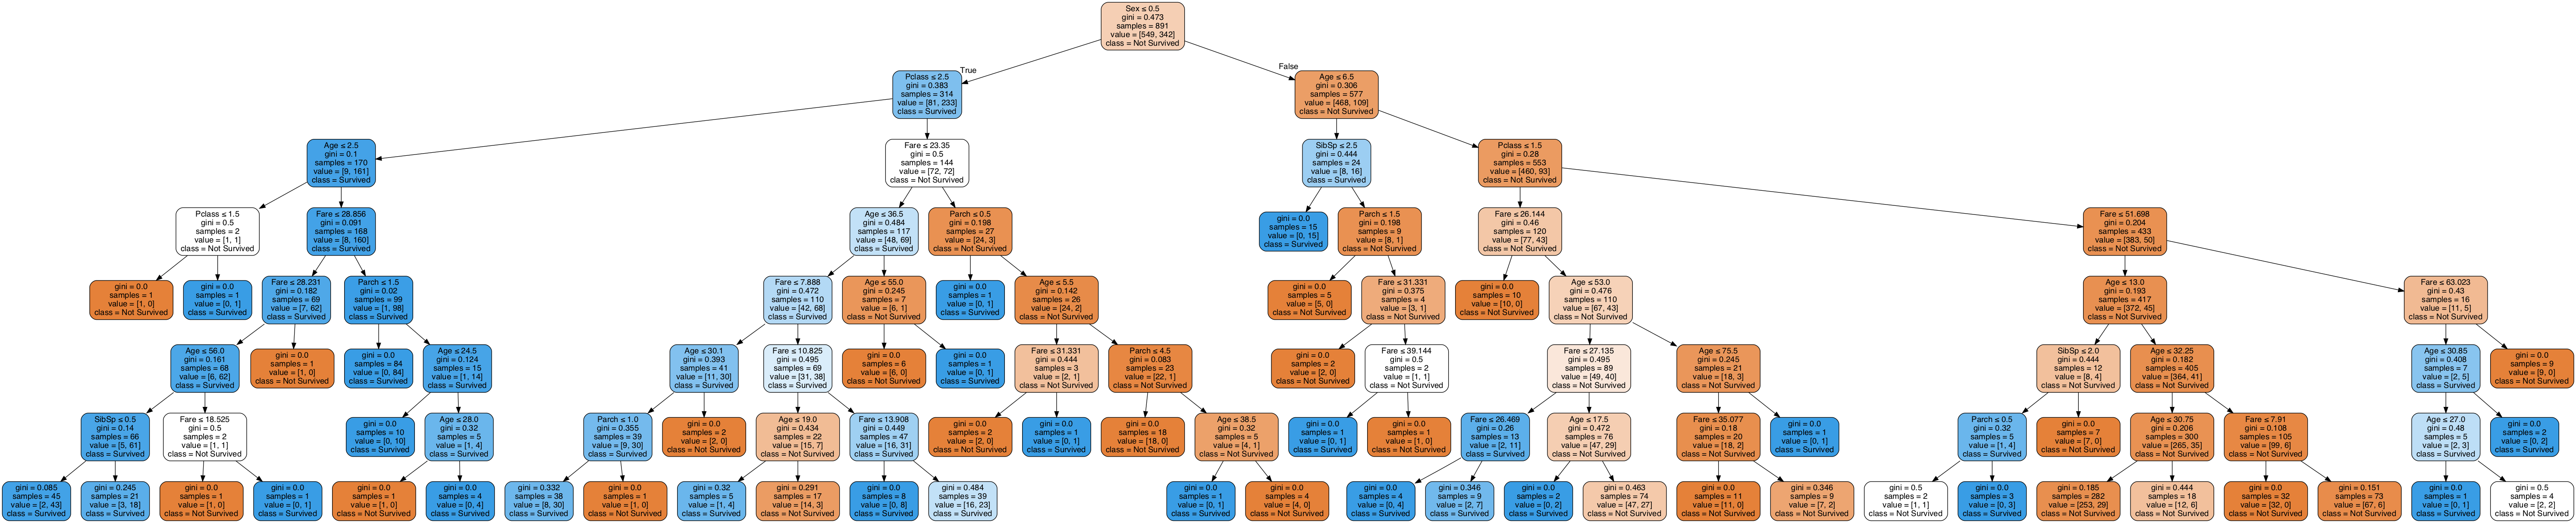 Sex ≤ 0.5
gini = 0.473
samples = 891
value = [549, 342]
class = Not Survived
True
False
Pclass ≤ 2.5
gini = 0.383
samples = 314
value = [81, 233]
class = Survived
Age ≤ 6.5
gini = 0.306
samples = 577
value = [468, 109]
class = Not Survived
Age ≤ 2.5
gini = 0.1
samples = 170
value = [9, 161]
class = Survived
Fare ≤ 23.35
gini = 0.5
samples = 144
value = [72, 72]
class = Not Survived
SibSp ≤ 2.5
gini = 0.444
samples = 24
value = [8, 16]
class = Survived
Pclass ≤ 1.5
gini = 0.28
samples = 553
value = [460, 93]
class = Not Survived
Pclass ≤ 1.5
gini = 0.5
samples = 2
value = [1, 1]
class = Not Survived
Fare ≤ 28.856
gini = 0.091
samples = 168
value = [8, 160]
class = Survived
Age ≤ 36.5
gini = 0.484
samples = 117
value = [48, 69]
class = Survived
Parch ≤ 0.5
gini = 0.198
samples = 27
value = [24, 3]
class = Not Survived
gini = 0.0
samples = 15
value = [0, 15]
class = Survived
Parch ≤ 1.5
gini = 0.198
samples = 9
value = [8, 1]
class = Not Survived
Fare ≤ 26.144
gini = 0.46
samples = 120
value = [77, 43]
class = Not Survived
Fare ≤ 51.698
gini = 0.204
samples = 433
value = [383, 50]
class = Not Survived
gini = 0.0
samples = 1
value = [1, 0]
class = Not Survived
gini = 0.0
samples = 1
value = [0, 1]
class = Survived
Fare ≤ 28.231
gini = 0.182
samples = 69
value = [7, 62]
class = Survived
Parch ≤ 1.5
gini = 0.02
samples = 99
value = [1, 98]
class = Survived
Fare ≤ 7.888
gini = 0.472
samples = 110
value = [42, 68]
class = Survived
Age ≤ 55.0
gini = 0.245
samples = 7
value = [6, 1]
class = Not Survived
gini = 0.0
samples = 1
value = [0, 1]
class = Survived
Age ≤ 5.5
gini = 0.142
samples = 26
value = [24, 2]
class = Not Survived
gini = 0.0
samples = 5
value = [5, 0]
class = Not Survived
Fare ≤ 31.331
gini = 0.375
samples = 4
value = [3, 1]
class = Not Survived
gini = 0.0
samples = 10
value = [10, 0]
class = Not Survived
Age ≤ 53.0
gini = 0.476
samples = 110
value = [67, 43]
class = Not Survived
Age ≤ 13.0
gini = 0.193
samples = 417
value = [372, 45]
class = Not Survived
Fare ≤ 63.023
gini = 0.43
samples = 16
value = [11, 5]
class = Not Survived
Age ≤ 56.0
gini = 0.161
samples = 68
value = [6, 62]
class = Survived
gini = 0.0
samples = 1
value = [1, 0]
class = Not Survived
gini = 0.0
samples = 84
value = [0, 84]
class = Survived
Age ≤ 24.5
gini = 0.124
samples = 15
value = [1, 14]
class = Survived
Age ≤ 30.1
gini = 0.393
samples = 41
value = [11, 30]
class = Survived
Fare ≤ 10.825
gini = 0.495
samples = 69
value = [31, 38]
class = Survived
gini = 0.0
samples = 6
value = [6, 0]
class = Not Survived
gini = 0.0
samples = 1
value = [0, 1]
class = Survived
Fare ≤ 31.331
gini = 0.444
samples = 3
value = [2, 1]
class = Not Survived
Parch ≤ 4.5
gini = 0.083
samples = 23
value = [22, 1]
class = Not Survived
gini = 0.0
samples = 2
value = [2, 0]
class = Not Survived
Fare ≤ 39.144
gini = 0.5
samples = 2
value = [1, 1]
class = Not Survived
Fare ≤ 27.135
gini = 0.495
samples = 89
value = [49, 40]
class = Not Survived
Age ≤ 75.5
gini = 0.245
samples = 21
value = [18, 3]
class = Not Survived
SibSp ≤ 2.0
gini = 0.444
samples = 12
value = [8, 4]
class = Not Survived
Age ≤ 32.25
gini = 0.182
samples = 405
value = [364, 41]
class = Not Survived
Age ≤ 30.85
gini = 0.408
samples = 7
value = [2, 5]
class = Survived
gini = 0.0
samples = 9
value = [9, 0]
class = Not Survived
SibSp ≤ 0.5
gini = 0.14
samples = 66
value = [5, 61]
class = Survived
Fare ≤ 18.525
gini = 0.5
samples = 2
value = [1, 1]
class = Not Survived
gini = 0.0
samples = 10
value = [0, 10]
class = Survived
Age ≤ 28.0
gini = 0.32
samples = 5
value = [1, 4]
class = Survived
Parch ≤ 1.0
gini = 0.355
samples = 39
value = [9, 30]
class = Survived
gini = 0.0
samples = 2
value = [2, 0]
class = Not Survived
Age ≤ 19.0
gini = 0.434
samples = 22
value = [15, 7]
class = Not Survived
Fare ≤ 13.908
gini = 0.449
samples = 47
value = [16, 31]
class = Survived
gini = 0.0
samples = 2
value = [2, 0]
class = Not Survived
gini = 0.0
samples = 1
value = [0, 1]
class = Survived
gini = 0.0
samples = 18
value = [18, 0]
class = Not Survived
Age ≤ 38.5
gini = 0.32
samples = 5
value = [4, 1]
class = Not Survived
gini = 0.0
samples = 1
value = [0, 1]
class = Survived
gini = 0.0
samples = 1
value = [1, 0]
class = Not Survived
Fare ≤ 26.469
gini = 0.26
samples = 13
value = [2, 11]
class = Survived
Age ≤ 17.5
gini = 0.472
samples = 76
value = [47, 29]
class = Not Survived
Fare ≤ 35.077
gini = 0.18
samples = 20
value = [18, 2]
class = Not Survived
gini = 0.0
samples = 1
value = [0, 1]
class = Survived
Parch ≤ 0.5
gini = 0.32
samples = 5
value = [1, 4]
class = Survived
gini = 0.0
samples = 7
value = [7, 0]
class = Not Survived
Age ≤ 30.75
gini = 0.206
samples = 300
value = [265, 35]
class = Not Survived
Fare ≤ 7.91
gini = 0.108
samples = 105
value = [99, 6]
class = Not Survived
Age ≤ 27.0
gini = 0.48
samples = 5
value = [2, 3]
class = Survived
gini = 0.0
samples = 2
value = [0, 2]
class = Survived
gini = 0.085
samples = 45
value = [2, 43]
class = Survived
gini = 0.245
samples = 21
value = [3, 18]
class = Survived
gini = 0.0
samples = 1
value = [1, 0]
class = Not Survived
gini = 0.0
samples = 1
value = [0, 1]
class = Survived
gini = 0.0
samples = 1
value = [1, 0]
class = Not Survived
gini = 0.0
samples = 4
value = [0, 4]
class = Survived
gini = 0.332
samples = 38
value = [8, 30]
class = Survived
gini = 0.0
samples = 1
value = [1, 0]
class = Not Survived
gini = 0.32
samples = 5
value = [1, 4]
class = Survived
gini = 0.291
samples = 17
value = [14, 3]
class = Not Survived
gini = 0.0
samples = 8
value = [0, 8]
class = Survived
gini = 0.484
samples = 39
value = [16, 23]
class = Survived
gini = 0.0
samples = 1
value = [0, 1]
class = Survived
gini = 0.0
samples = 4
value = [4, 0]
class = Not Survived
gini = 0.0
samples = 4
value = [0, 4]
class = Survived
gini = 0.346
samples = 9
value = [2, 7]
class = Survived
gini = 0.0
samples = 2
value = [0, 2]
class = Survived
gini = 0.463
samples = 74
value = [47, 27]
class = Not Survived
gini = 0.0
samples = 11
value = [11, 0]
class = Not Survived
gini = 0.346
samples = 9
value = [7, 2]
class = Not Survived
gini = 0.5
samples = 2
value = [1, 1]
class = Not Survived
gini = 0.0
samples = 3
value = [0, 3]
class = Survived
gini = 0.185
samples = 282
value = [253, 29]
class = Not Survived
gini = 0.444
samples = 18
value = [12, 6]
class = Not Survived
gini = 0.0
samples = 32
value = [32, 0]
class = Not Survived
gini = 0.151
samples = 73
value = [67, 6]
class = Not Survived
gini = 0.0
samples = 1
value = [0, 1]
class = Survived
gini = 0.5
samples = 4
value = [2, 2]
class = Not Survived